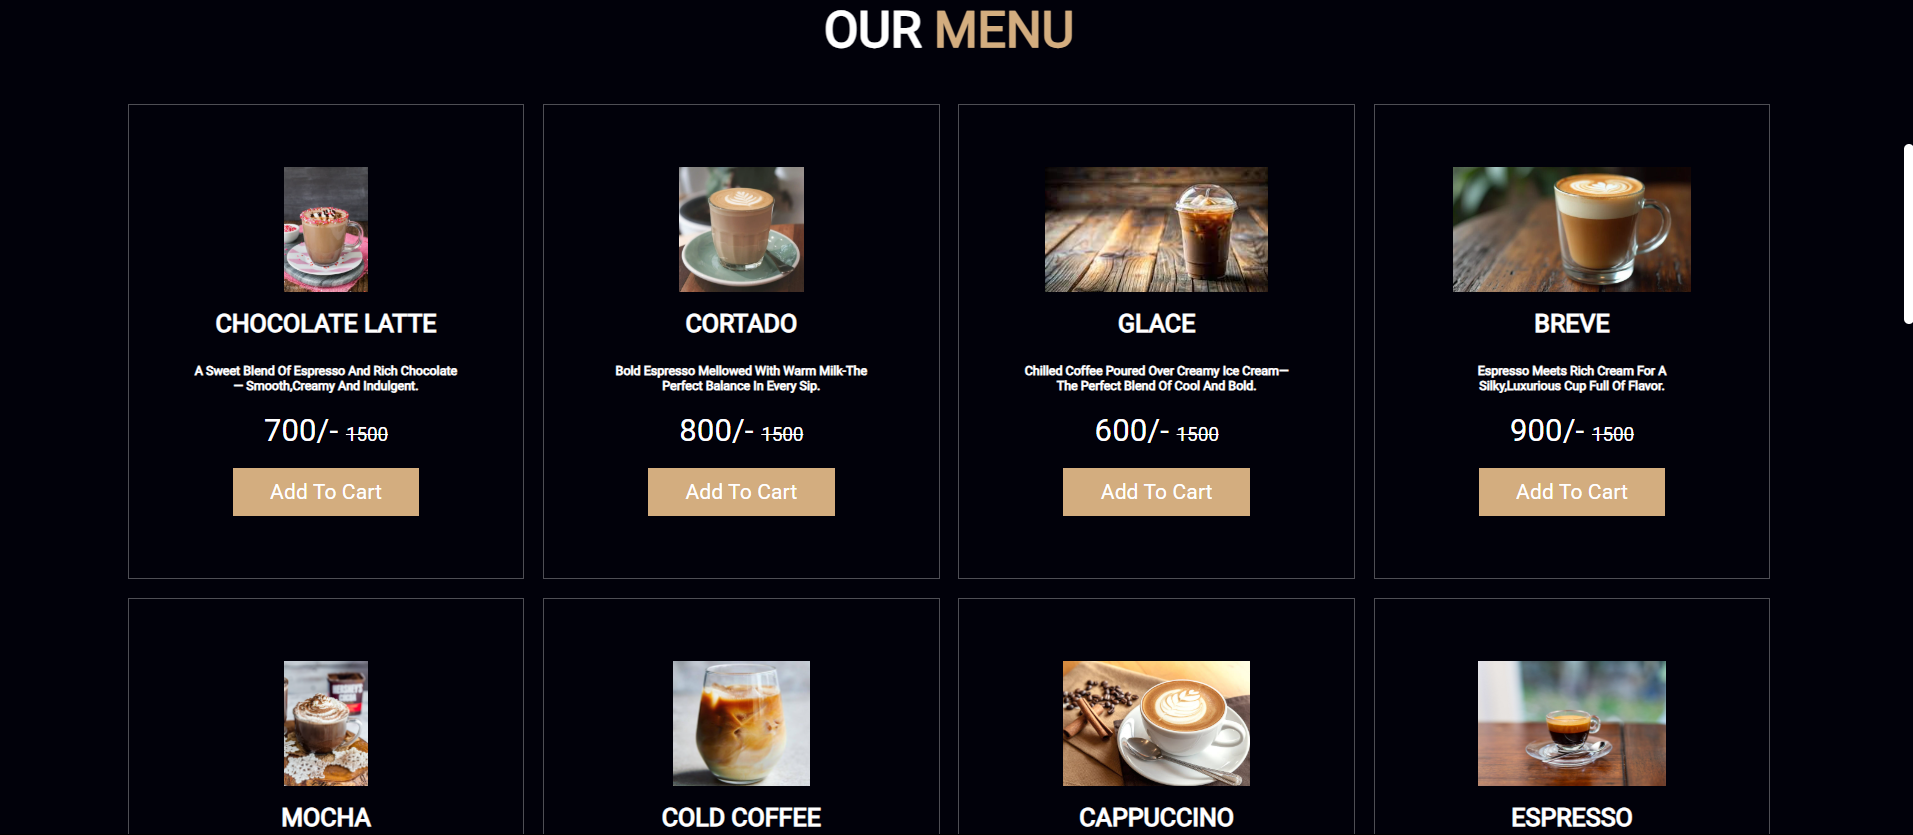 OUR MENU
CHOCOLATE LATTE
A Sweet Blend Of Espresso And Rich Chocolate
— Smooth,Creamy And Indulgent.
700/- 1500
Add To Cart
CORTADO
Bold Espresso Mellowed With Warm Milk-The
Perfect Balance In Every Sip.
800/- 1500
Add To Cart
GLACE
Chilled Coffee Poured Over Creamy Ice Cream—
The Perfect Blend Of Cool And Bold.
600/- 1500
Add To Cart
BREVE
Espresso Meets Rich Cream For A
Silky,Luxurious Cup Full Of Flavor.
900/- 1500
Add To Cart
HERSHEY'S
COCOA
MOCHA
COLD COFFEE
CAPPUCCINO
ESPRESSO